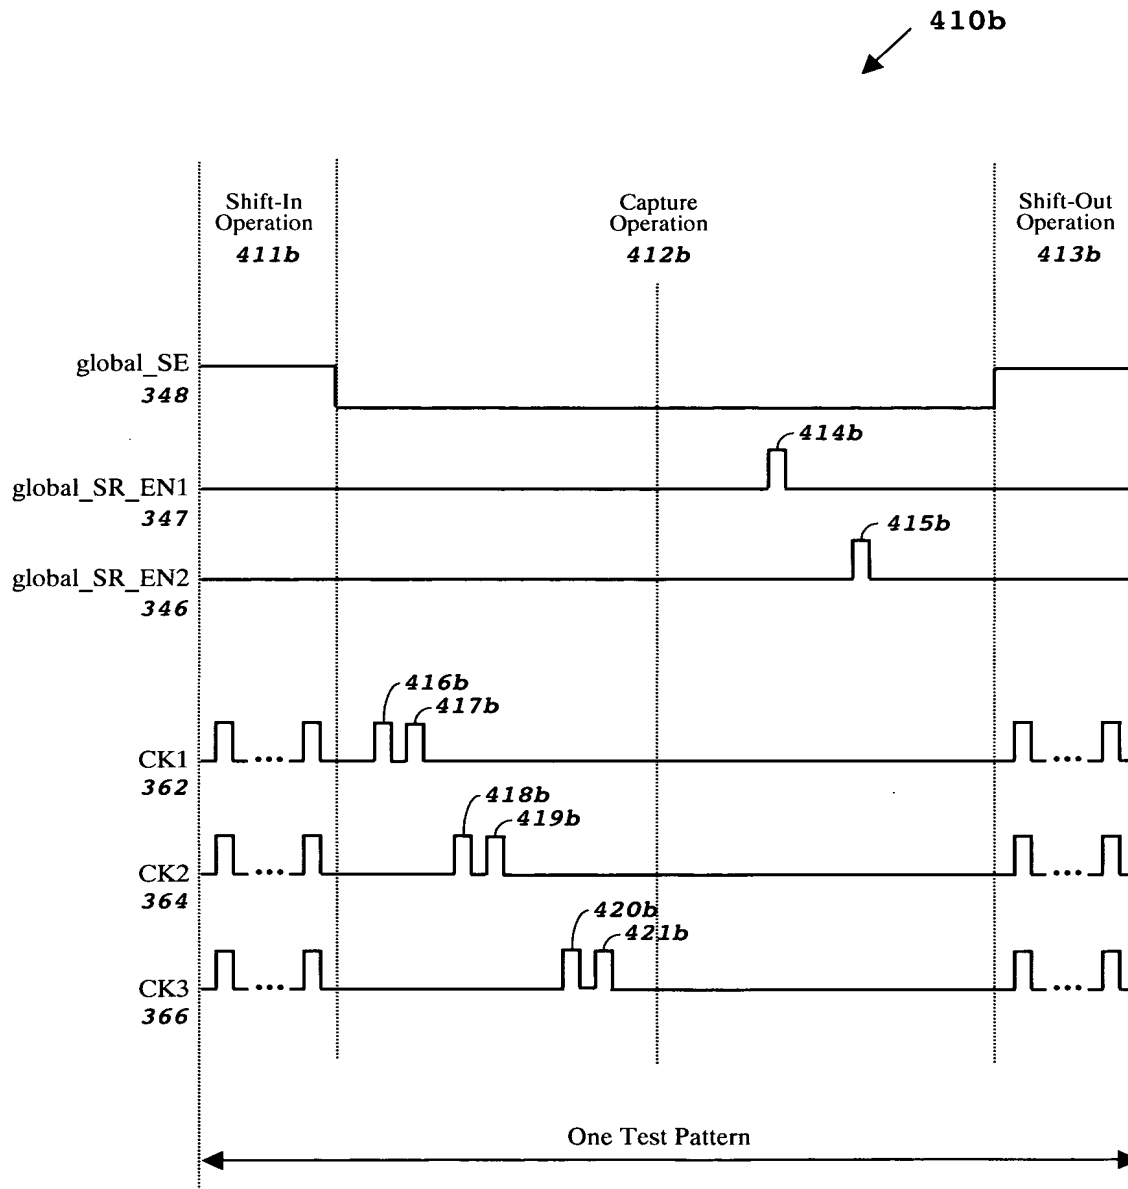 410b
Shift-In
Operation
411b
Capture
Operation
412b
Shift-Out
Operation
413b
global_SE
348
414b
global_SR_EN1
347
415b
global_SR_EN2
346
416b
417b
CK1
362
418b
419b
CK2
364
420b
421b
CK3
366
One Test Pattern